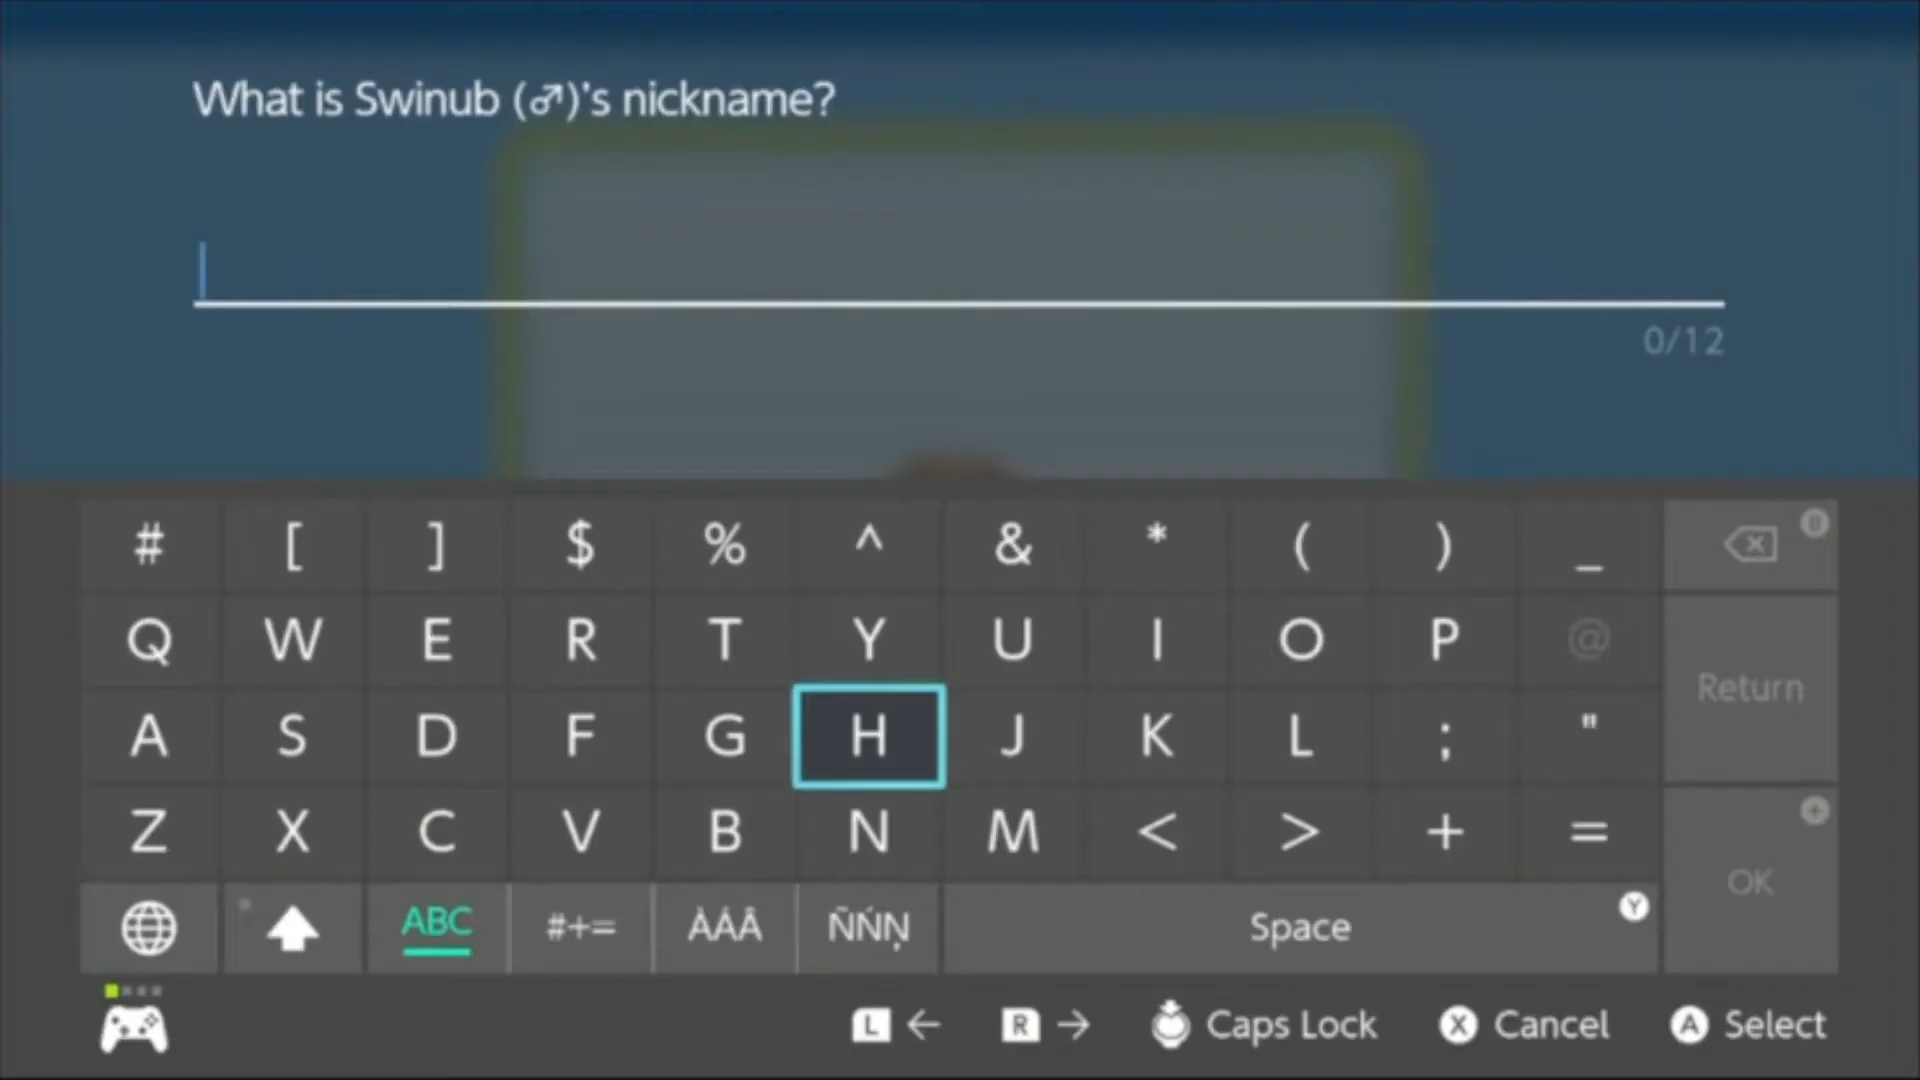 What is Swinub (♂)'s nickname?
0/12
# [ ] $ % ^ & * ( ) _
Q W E R T Y U I O P @
Return
A S D F G H J K L ; "
Z X C V B N M < > + =
OK
ABC #+= ÀÁÂ ÑŃŅ Space Y
L ← R → Caps Lock X Cancel A Select